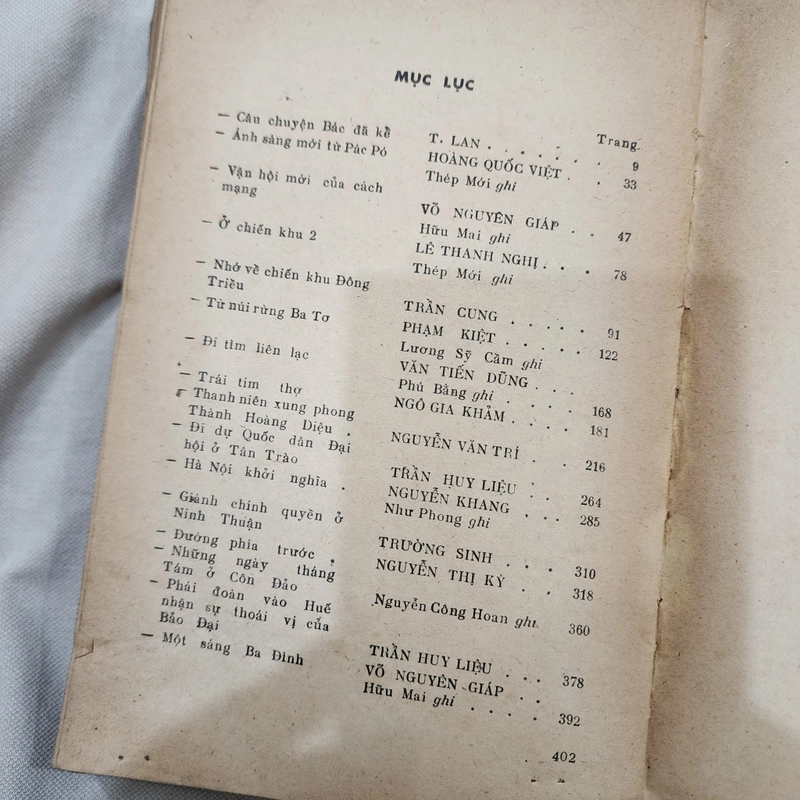 MỤC LỤC
Trang.
— Câu chuyện Bác đã kể T. LAN . . . . . . . 9
— Ánh sáng mới từ Pác Pó HOÀNG QUỐC VIỆT . . . 33
Thép Mới ghi
— Vận hội mới của cách
mạng VÕ NGUYÊN GIÁP . . 47
Hữu Mai ghi
— Ở chiến khu 2 LÊ THANH NGHỊ . . . 78
Thép Mới ghi
— Nhớ về chiến khu Đông
Triều TRẦN CUNG . . . . . 91
— Từ núi rừng Ba Tơ PHẠM KIỆT . . . . . 122
Lương Sỹ Cầm ghi
— Đi tìm liên lạc VĂN TIẾN DŨNG . . .
Phú Bằng ghi . . . . . 168
— Trái tim thợ NGÔ GIA KHẢM . . . . 181
— Thanh niên xung phong
Thành Hoàng Diệu . NGUYỄN VĂN TRÍ . . 216
— Đi dự Quốc dân Đại
hội ở Tân Trào TRẦN HUY LIỆU . . . 264
— Hà Nội khởi nghĩa . NGUYỄN KHANG . . . 285
Như Phong ghi
— Giành chính quyền ở
Ninh Thuận TRƯỜNG SINH . . . 310
— Đường phía trước . NGUYỄN THỊ KỲ . . . 318
— Những ngày tháng
Tám ở Côn Đảo Nguyễn Công Hoan ghi 360
— Phái đoàn vào Huế
nhận sự thoái vị của
Bảo Đại TRẦN HUY LIỆU . . . 378
— Một sáng Ba Đình VÕ NGUYÊN GIÁP . .
Hữu Mai ghi . . . . . 392
402